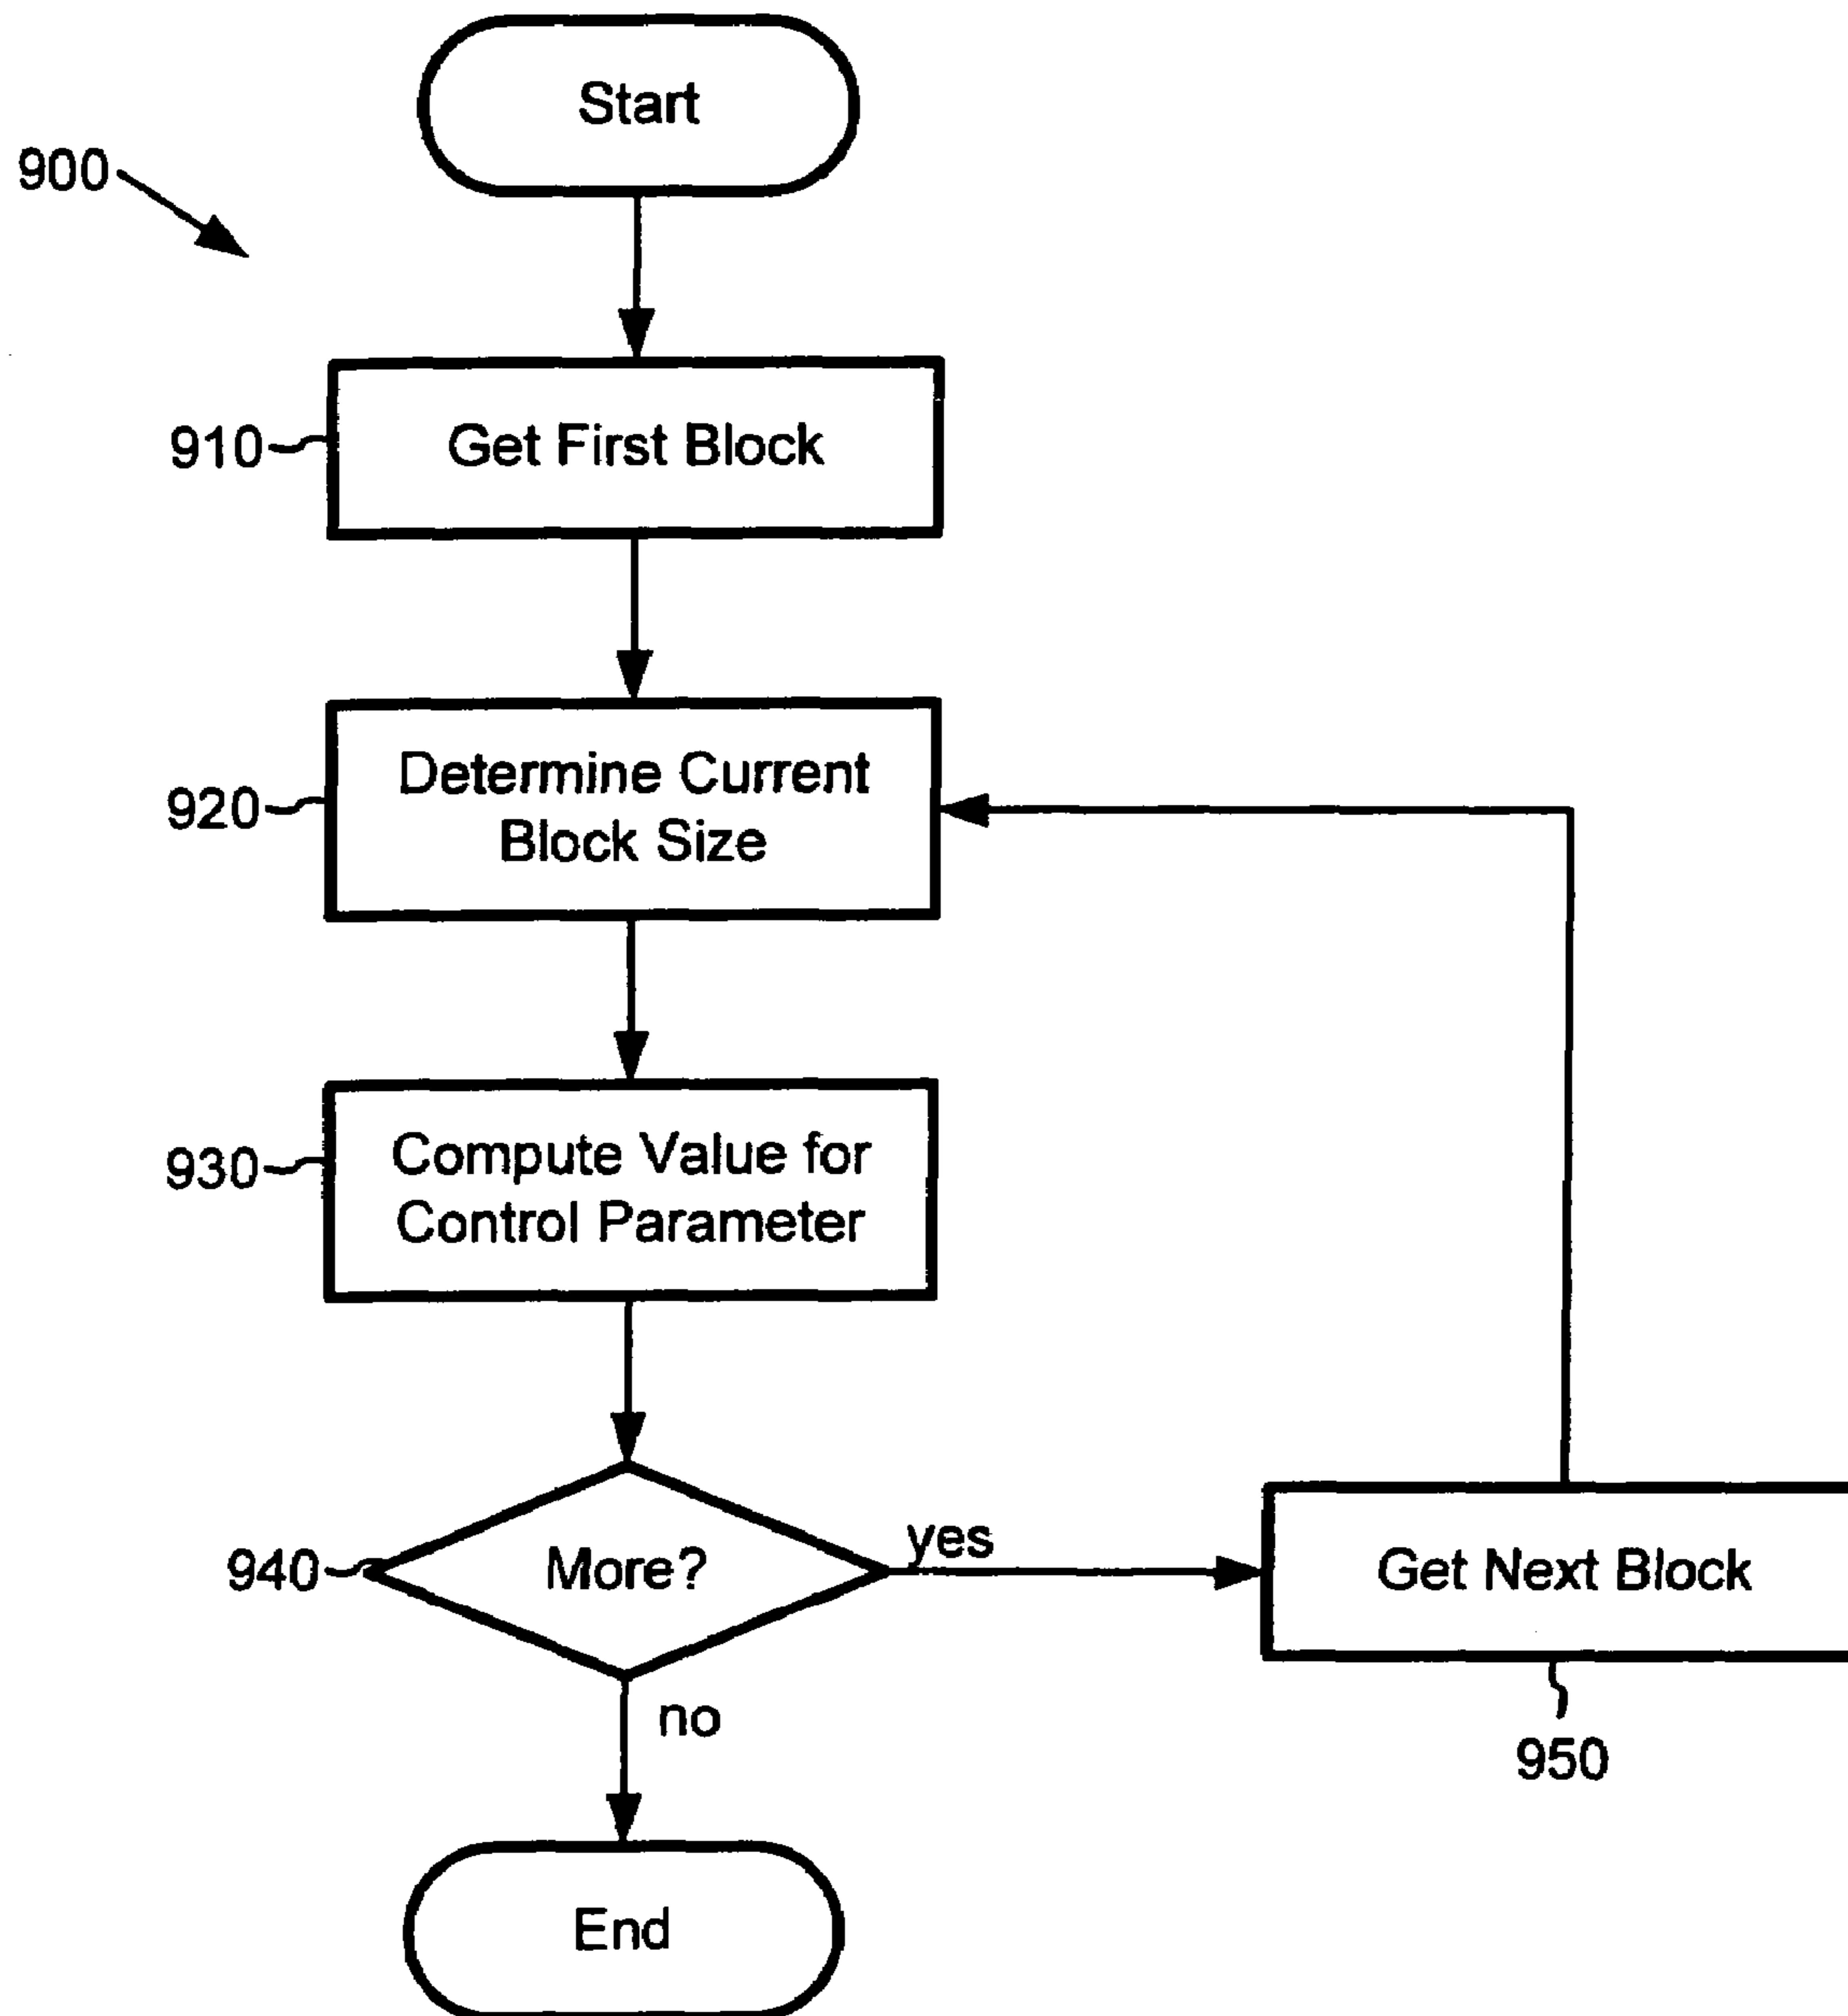 Start
900
910
Get First Block
920
Determine Current
Block Size
930
Compute Value for
Control Parameter
940
More?
yes
Get Next Block
950
no
End